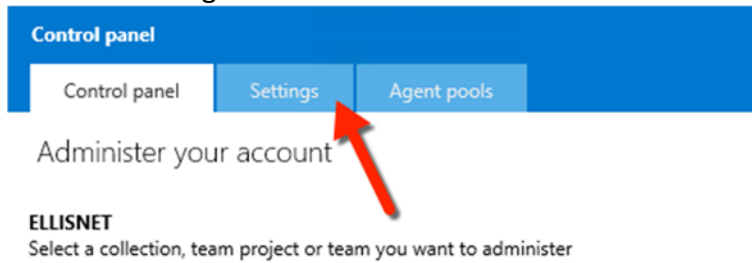 Control panel
Control panel Settings Agent pools
Administer your account
ELLISNET
Select a collection, team project or team you want to administer